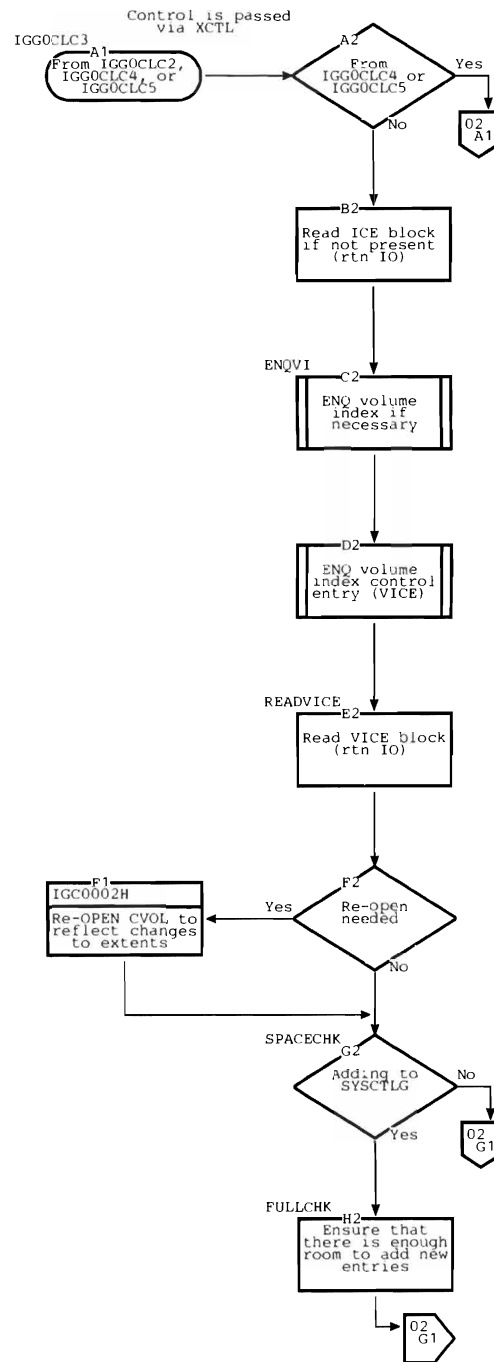 Control is passed
via XCTL
IGG0CLC3
A1
From IGG0CLC2,
IGG0CLC4, or
IGG0CLC5
A2
From
IGG0CLC4 or
IGG0CLC5
Yes
02
A1
No
B2
Read ICE block
if not present
(rtn IO)
ENQVI
C2
ENQ volume
index if
necessary
D2
ENQ volume
index control
entry (VICE)
READVICE
E2
Read VICE block
(rtn IO)
F1
IGC0002H
Re-OPEN CVOL to
reflect changes
to extents
Yes
F2
Re-open
needed
No
SPACECHK
G2
Adding to
SYSCTLG
No
02
G1
Yes
FULLCHK
H2
Ensure that
there is enough
room to add new
entries
02
G1